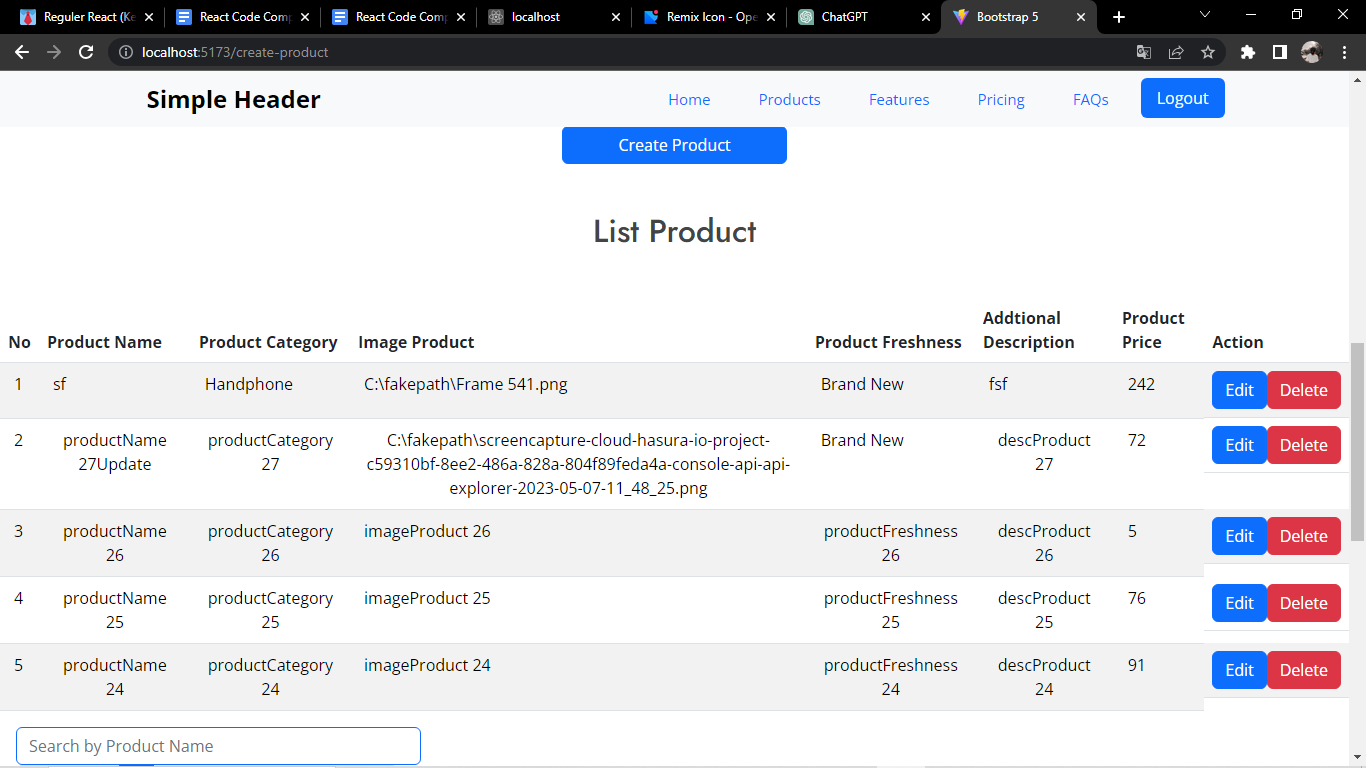 Reguler React (Ke
React Code Comp
React Code Comp
localhost
Remix Icon - Ope
ChatGPT
Bootstrap 5
localhost:5173/create-product
Simple Header
Home
Products
Features
Pricing
FAQs
Logout
Create Product
List Product
No Product Name Product Category Image Product Product Freshness Addtional Description Product Price Action
1 sf Handphone C:\fakepath\Frame 541.png Brand New fsf 242 Edit Delete
2 productName 27Update productCategory 27 C:\fakepath\screencapture-cloud-hasura-io-project-c59310bf-8ee2-486a-828a-804f89feda4a-console-api-api-explorer-2023-05-07-11_48_25.png Brand New descProduct 27 72 Edit Delete
3 productName 26 productCategory 26 imageProduct 26 productFreshness 26 descProduct 26 5 Edit Delete
4 productName 25 productCategory 25 imageProduct 25 productFreshness 25 descProduct 25 76 Edit Delete
5 productName 24 productCategory 24 imageProduct 24 productFreshness 24 descProduct 24 91 Edit Delete
Search by Product Name